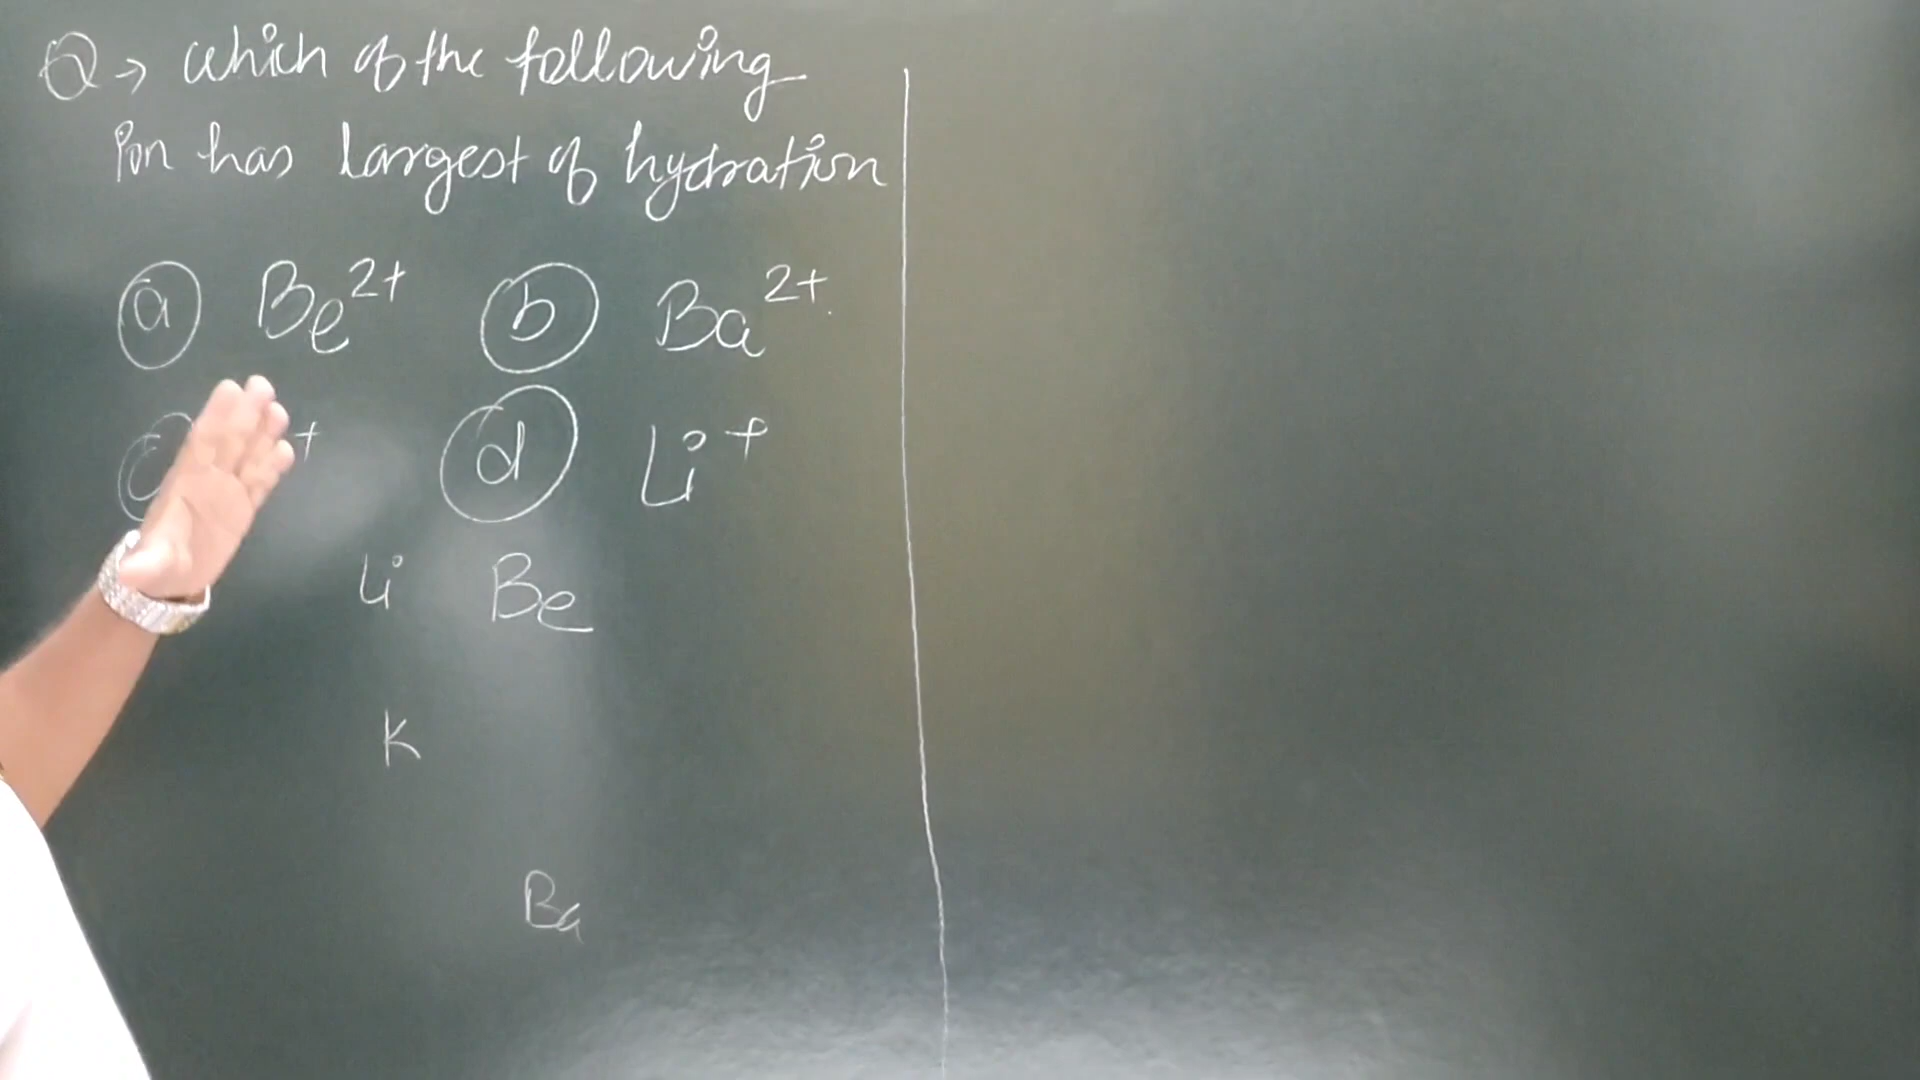 Q → which of the following
ion has largest of hydration
(a) Be²⁺ (b) Ba²⁺
(c) ⁺ (d) Li⁺
Li Be
K
Ba